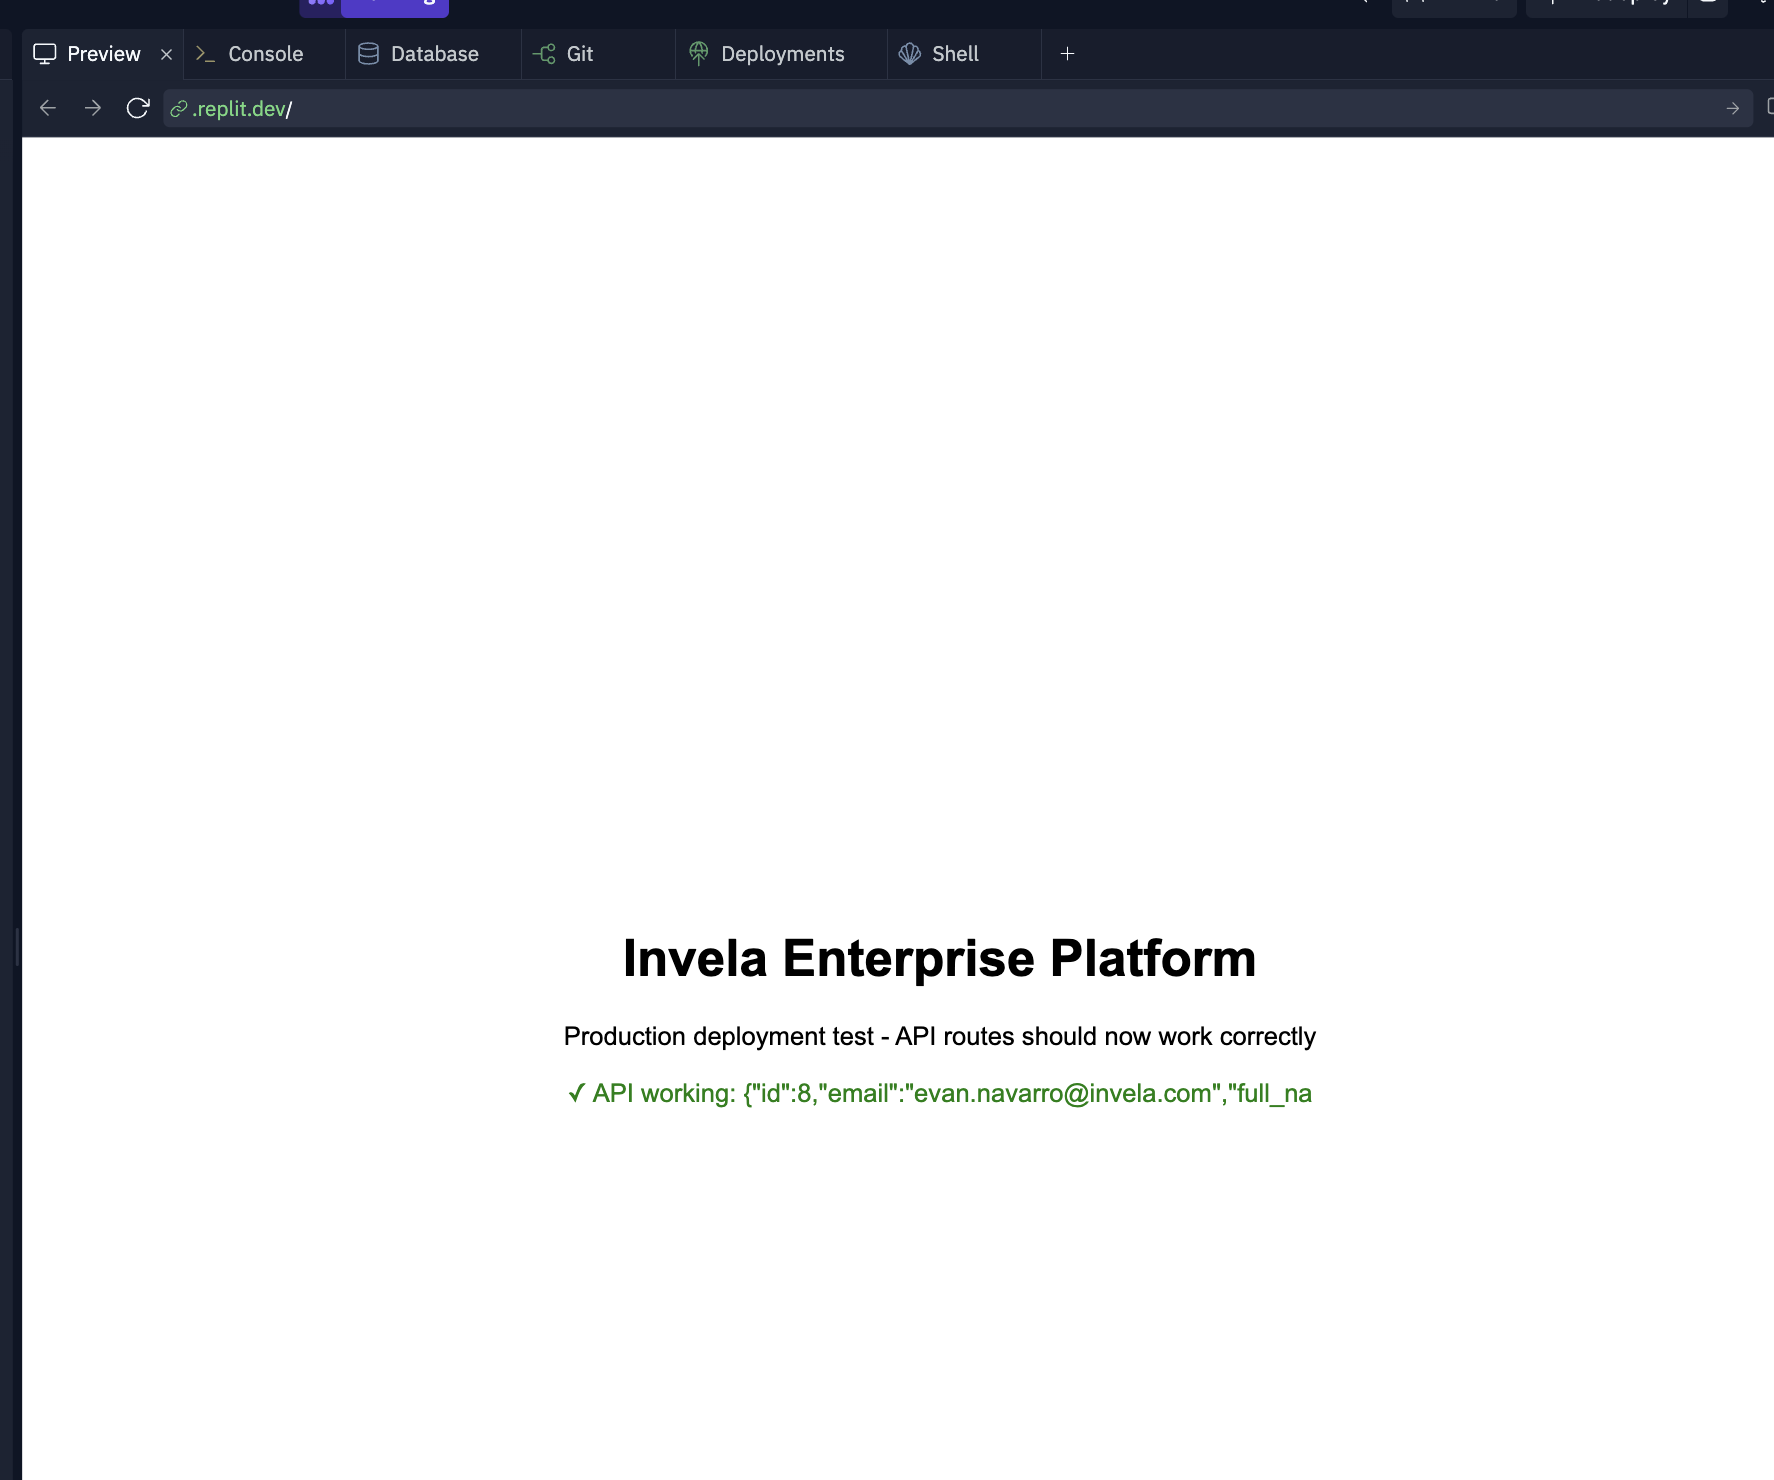 Preview
Console
Database
Git
Deployments
Shell
.replit.dev/
Invela Enterprise Platform
Production deployment test - API routes should now work correctly
✓ API working: {"id":8,"email":"evan.navarro@invela.com","full_na